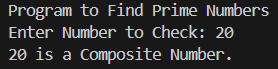 Program to Find Prime Numbers
Enter Number to Check: 20
20 is a Composite Number.